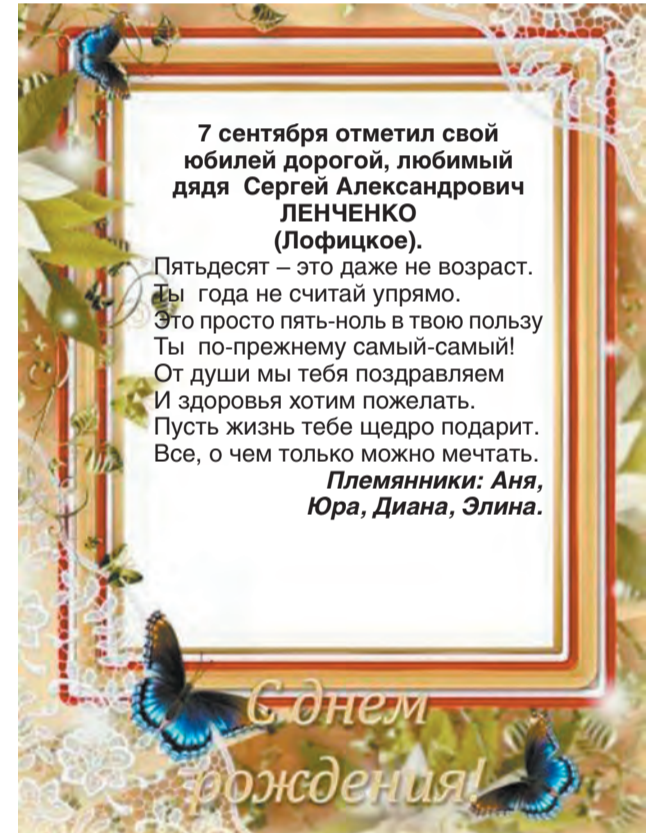 7 сентября отметил свой
юбилей дорогой, любимый
дядя Сергей Александрович
ЛЕНЧЕНКО
(Лофицкое).
Пятьдесят – это даже не возраст.
Ты года не считай упрямо.
Это просто пять-ноль в твою пользу
Ты по-прежнему самый-самый!
От души мы тебя поздравляем
И здоровья хотим пожелать.
Пусть жизнь тебе щедро подарит.
Все, о чем только можно мечтать.
Племянники: Аня,
Юра, Диана, Элина.
С днем
рождения!